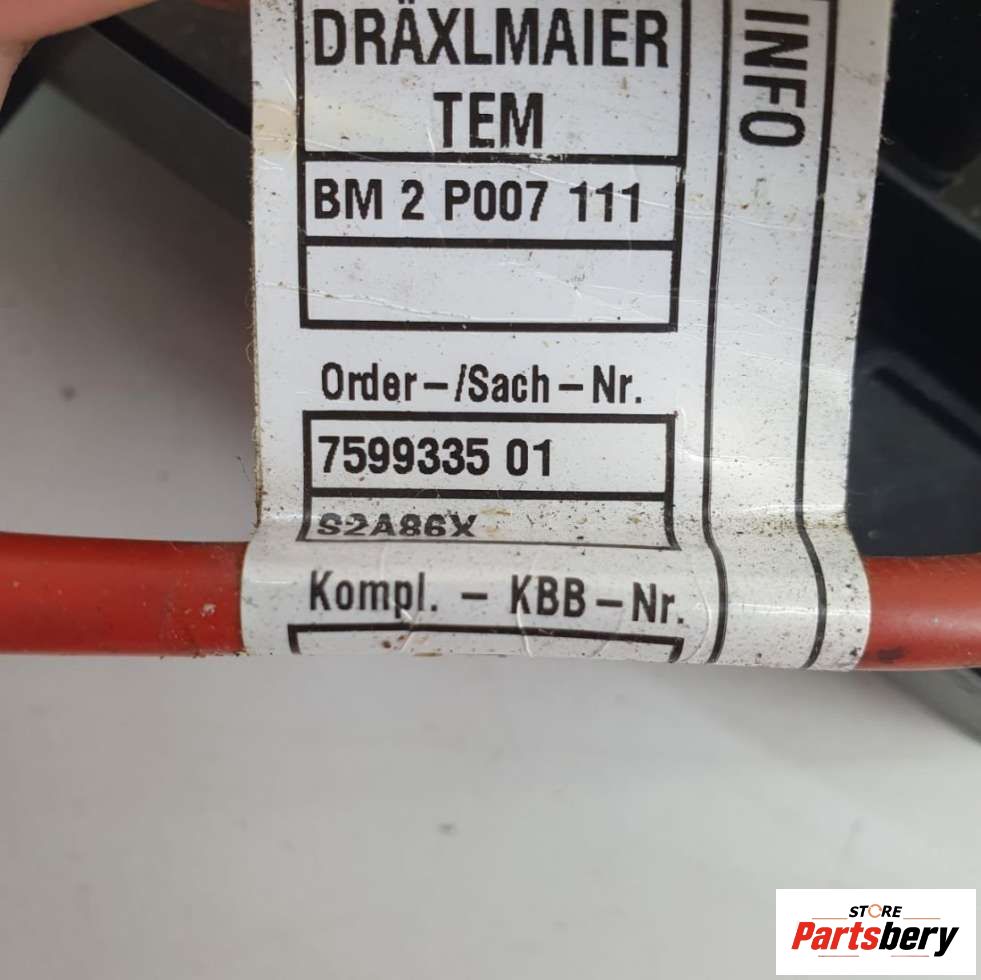 DRÄXLMAIER
TEM
BM 2 P007 111
INFO
Order-/Sach-Nr.
7599335 01
S2A86X
Kompl. - KBB-Nr.
STORE
Partsbery